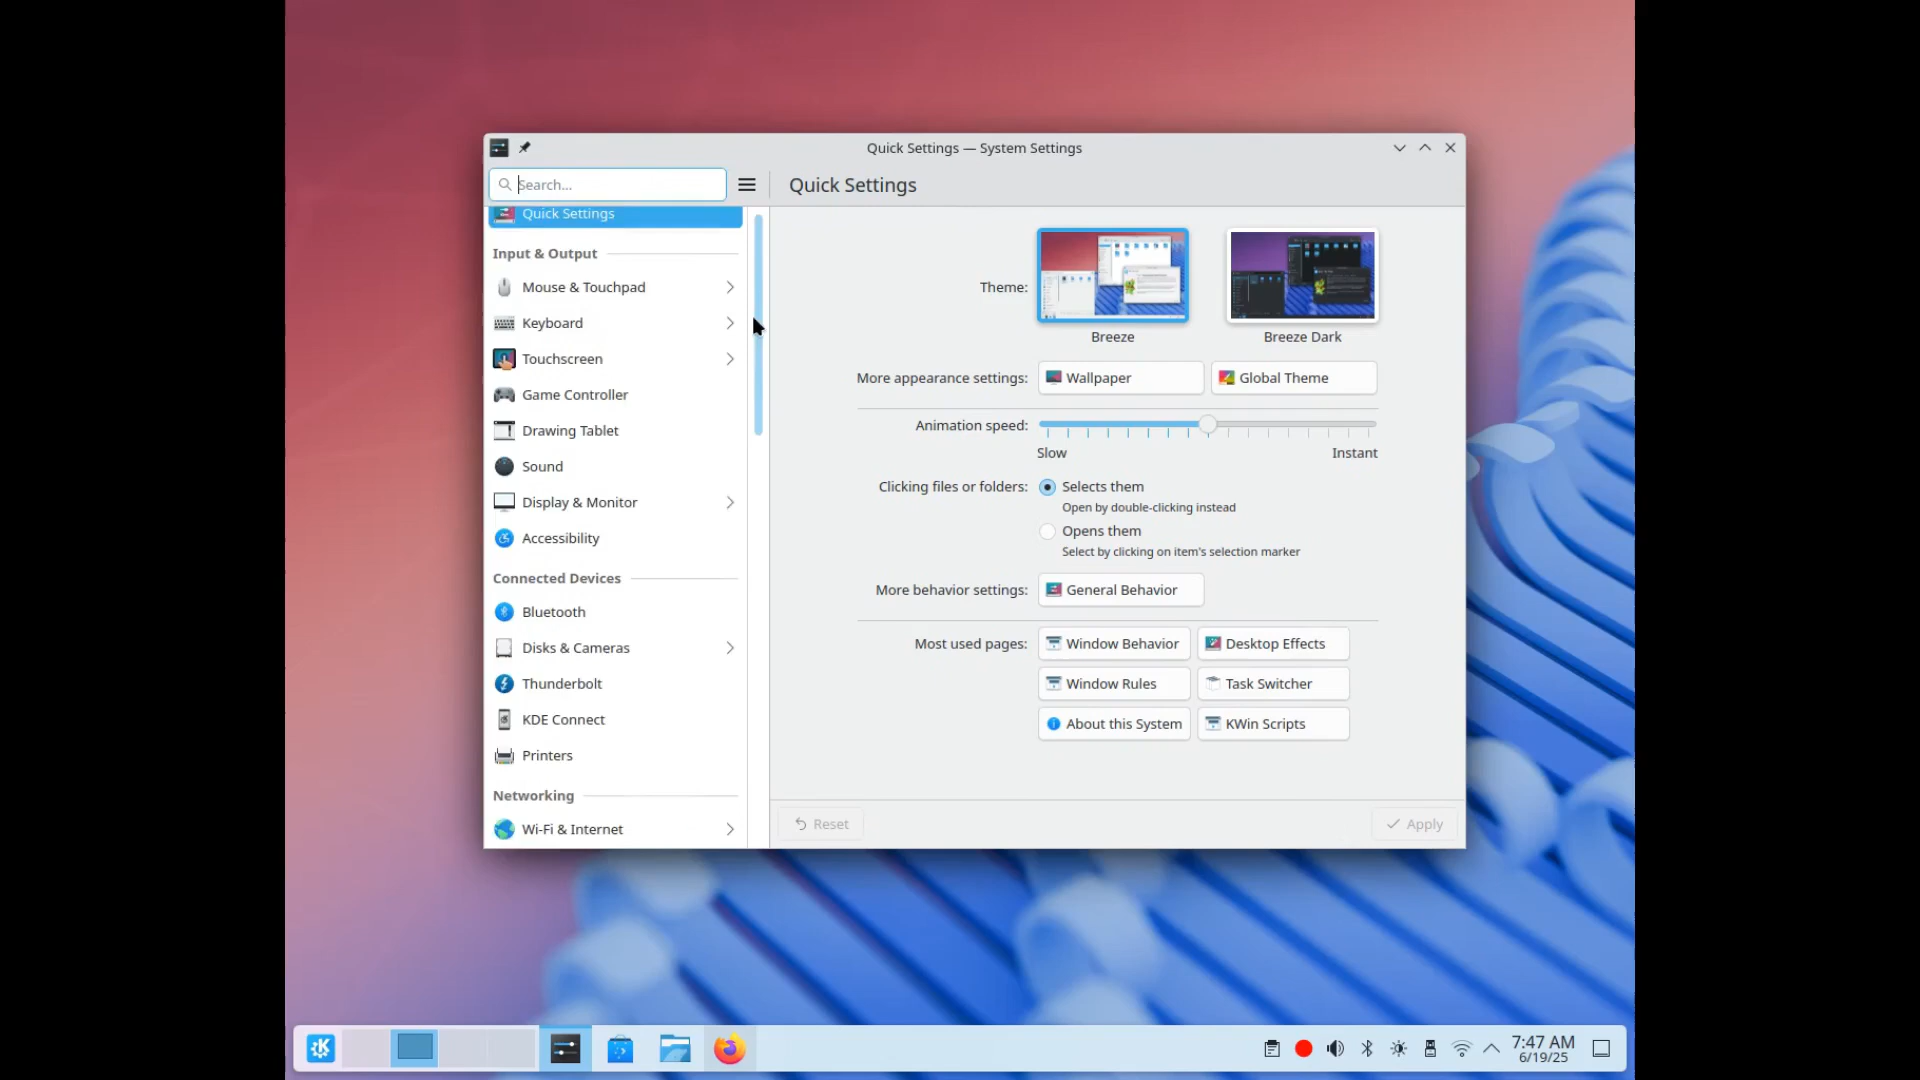 Quick Settings — System Settings
Search...
Quick Settings
Quick Settings
Input & Output
Mouse & Touchpad
Keyboard
Touchscreen
Game Controller
Drawing Tablet
Sound
Display & Monitor
Accessibility
Connected Devices
Bluetooth
Disks & Cameras
Thunderbolt
KDE Connect
Printers
Networking
Wi-Fi & Internet
Theme:
Breeze
Breeze Dark
More appearance settings:
Wallpaper
Global Theme
Animation speed:
Slow
Instant
Clicking files or folders:
Selects them
Open by double-clicking instead
Opens them
Select by clicking on item's selection marker
More behavior settings:
General Behavior
Most used pages:
Window Behavior
Desktop Effects
Window Rules
Task Switcher
About this System
KWin Scripts
Reset
Apply
7:47 AM
6/19/25